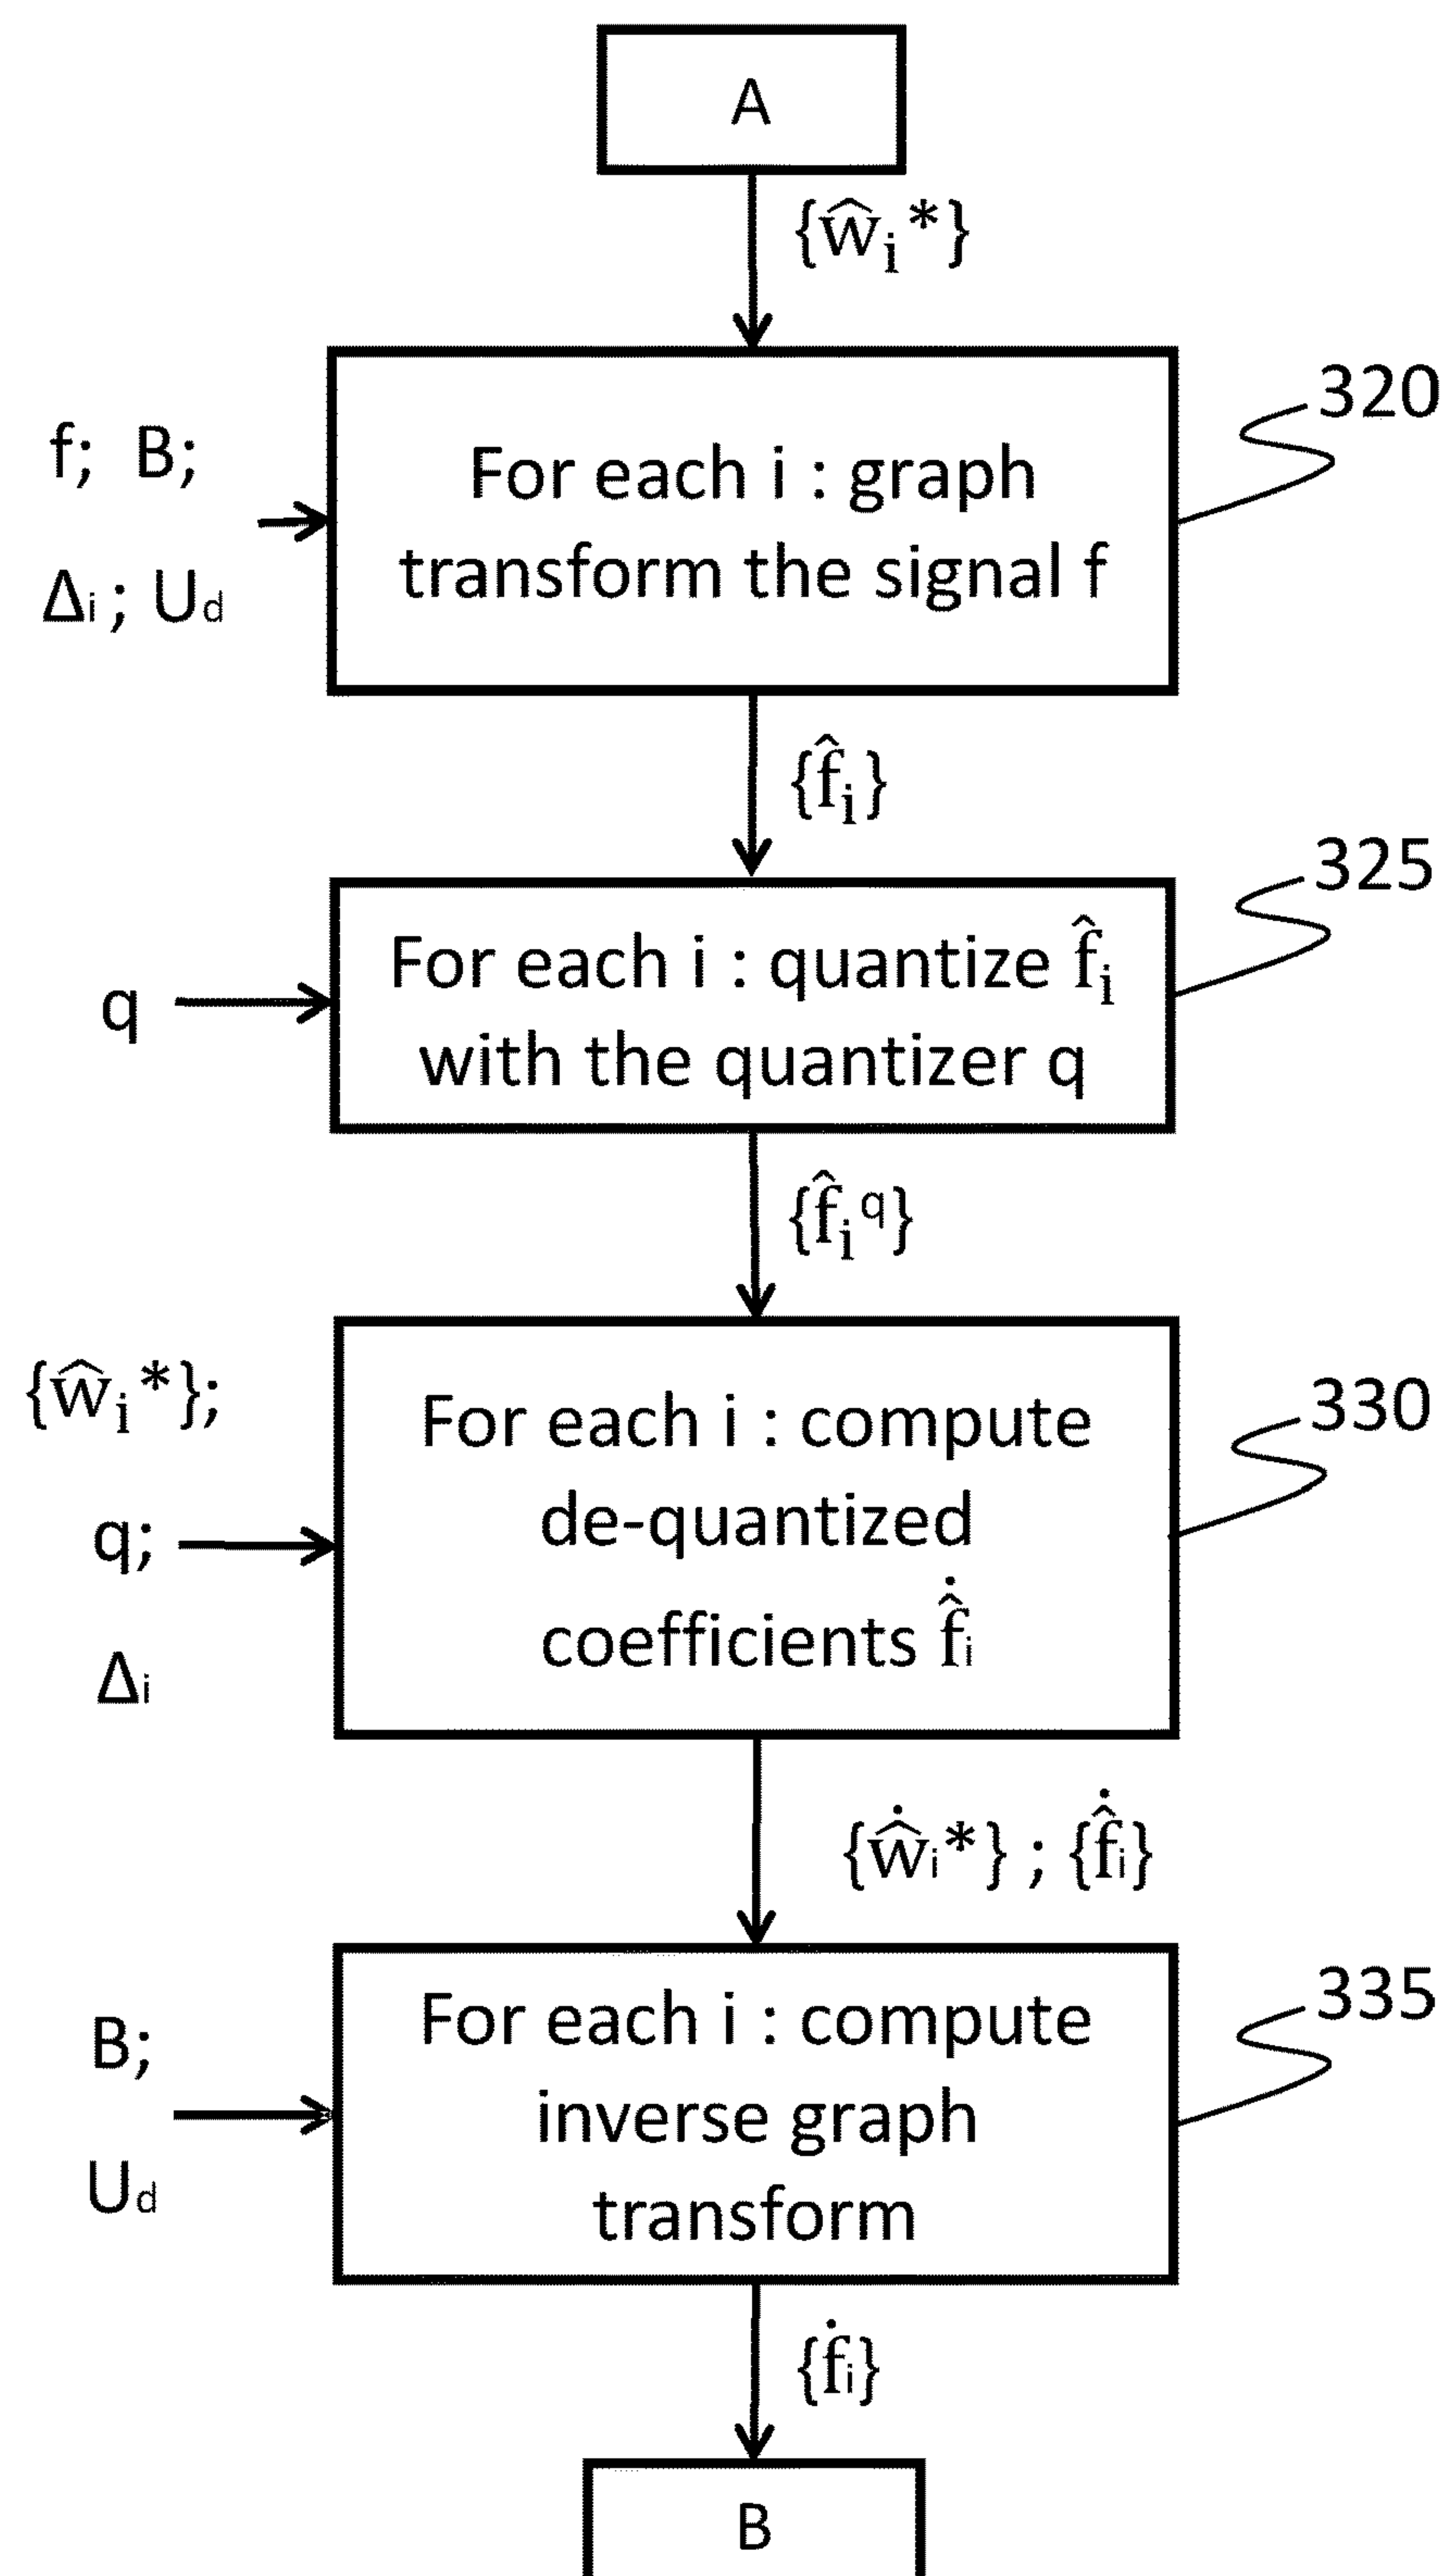 A
{ŵᵢ*}
320
f; B;
Δi ; Ud
For each i : graph
transform the signal f
{f̂ᵢ}
325
q
For each i : quantize f̂ᵢ
with the quantizer q
{f̂ᵢ^q}
330
{ŵᵢ*};
q;
Δi
For each i : compute
de-quantized
coefficients f̂̇ᵢ
{ŵ̇ᵢ*} ; {f̂̇ᵢ}
335
B;
Ud
For each i : compute
inverse graph
transform
{ḟᵢ}
B